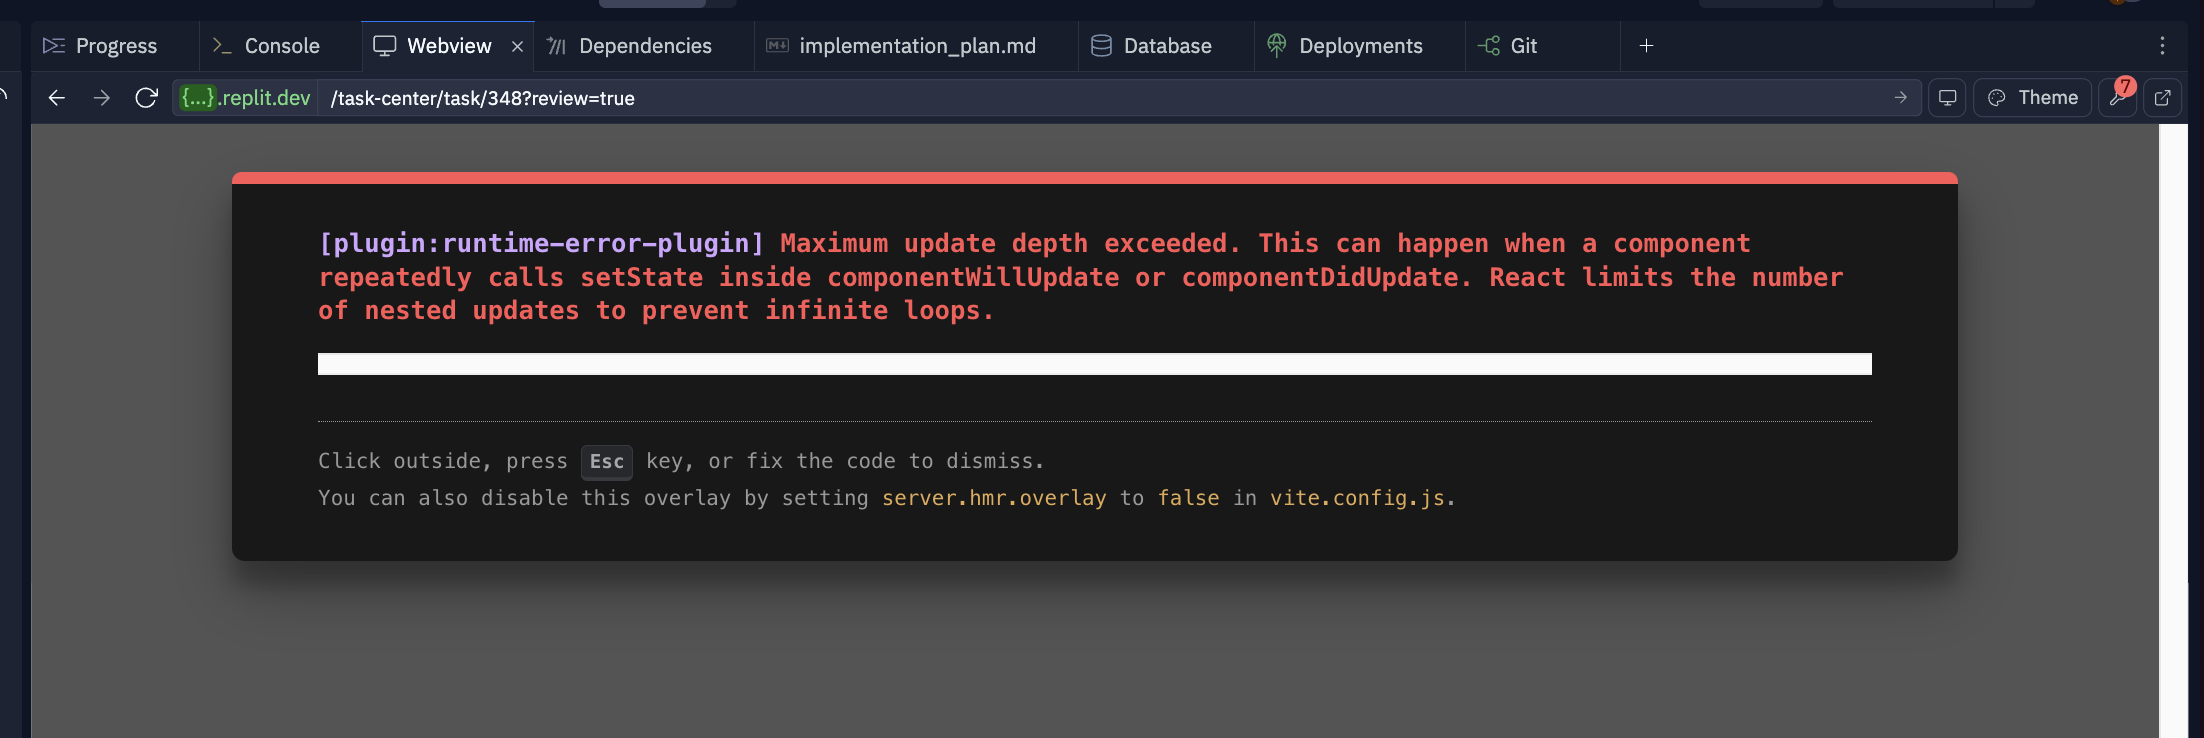 Progress
Console
Webview
Dependencies
implementation_plan.md
Database
Deployments
Git
{...}.replit.dev /task-center/task/348?review=true
Theme
7
[plugin:runtime-error-plugin] Maximum update depth exceeded. This can happen when a component
repeatedly calls setState inside componentWillUpdate or componentDidUpdate. React limits the number
of nested updates to prevent infinite loops.
Click outside, press Esc key, or fix the code to dismiss.
You can also disable this overlay by setting server.hmr.overlay to false in vite.config.js.